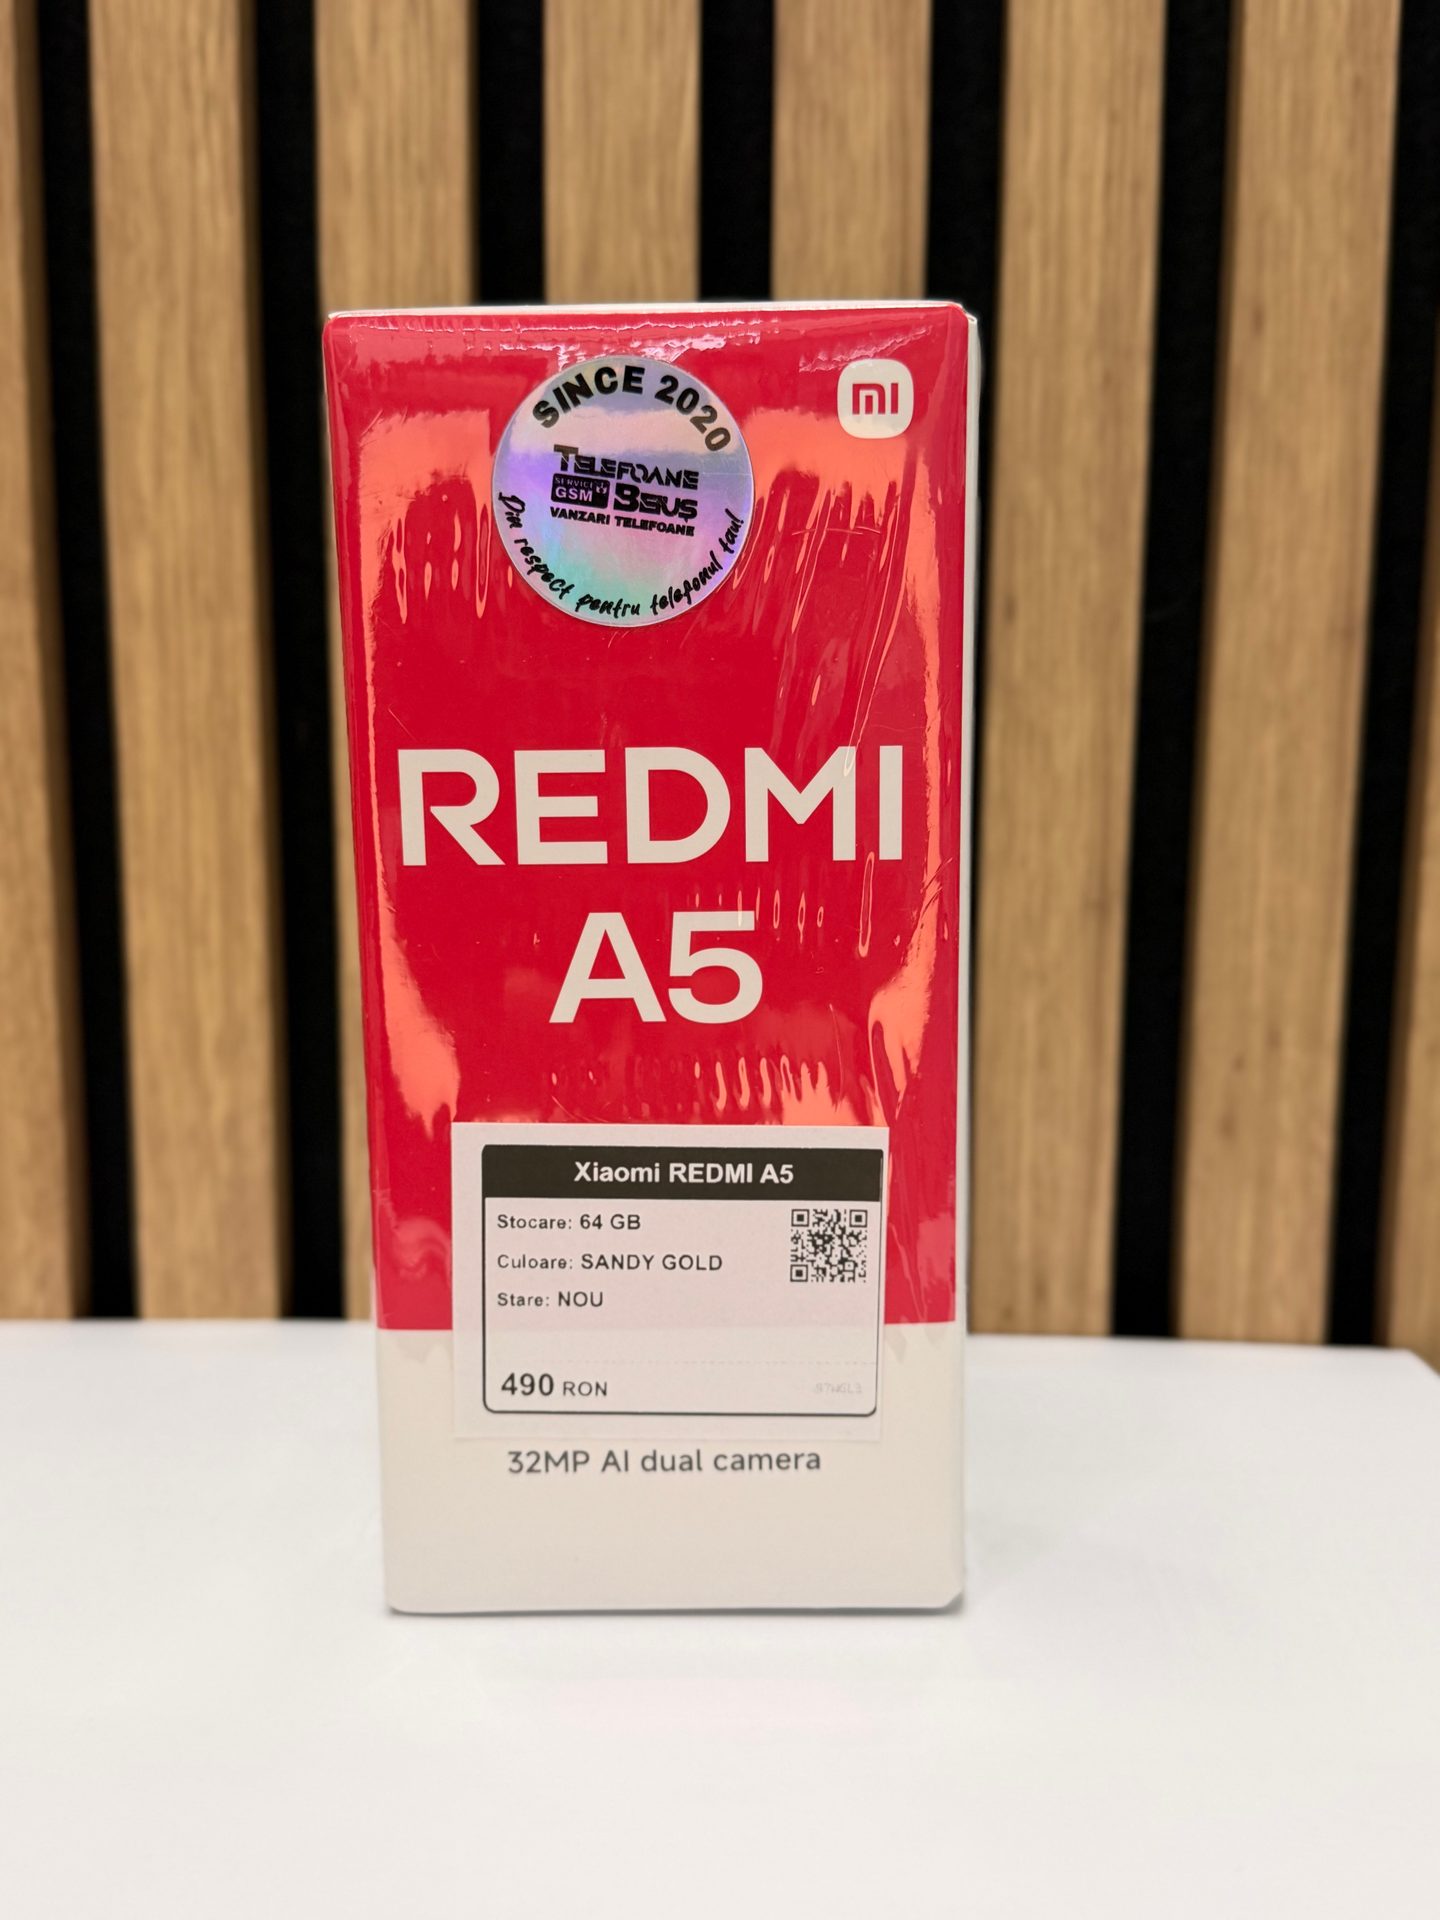 SINCE 2020
TELEFOANE
SERVICE
GSM
BEUȘ
VANZARI TELEFOANE
Din respect pentru telefonul tau!
mi
REDMI
A5
Xiaomi REDMI A5
Stocare: 64 GB
Culoare: SANDY GOLD
Stare: NOU
490 RON
32MP AI dual camera